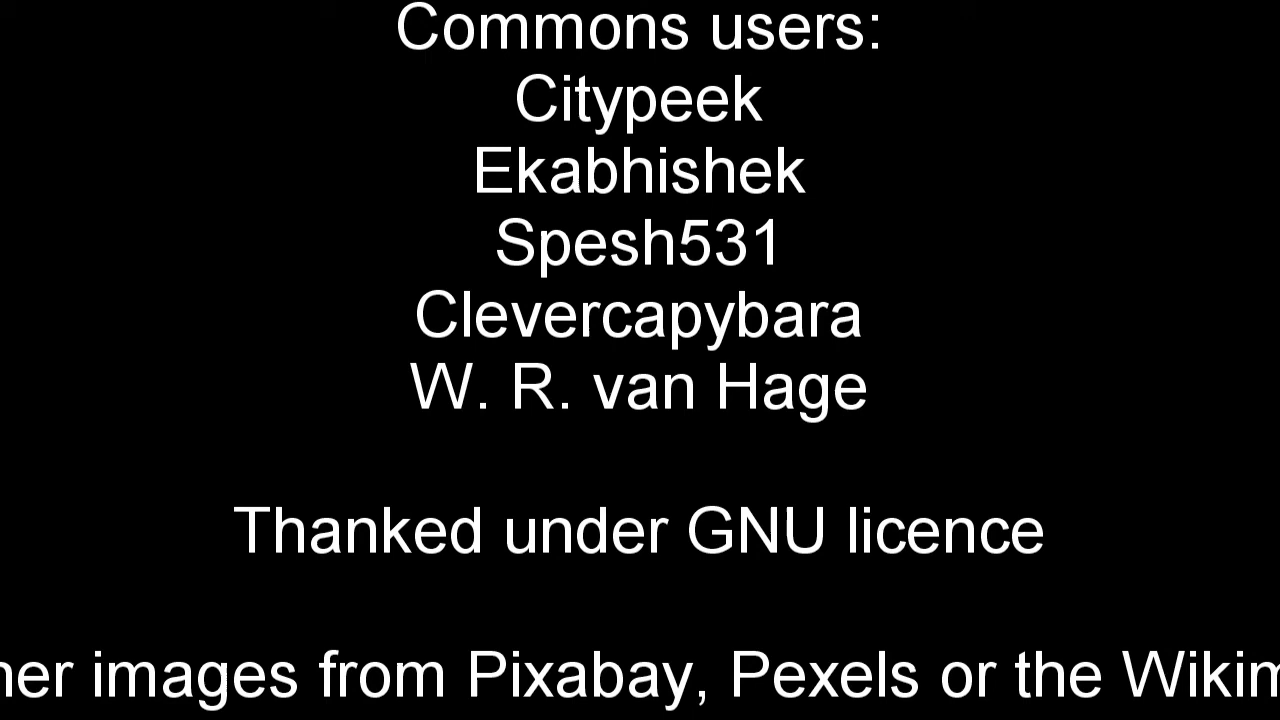 Commons users:
Citypeek
Ekabhishek
Spesh531
Clevercapybara
W. R. van Hage
Thanked under GNU licence
images from Pixabay, Pexels or the